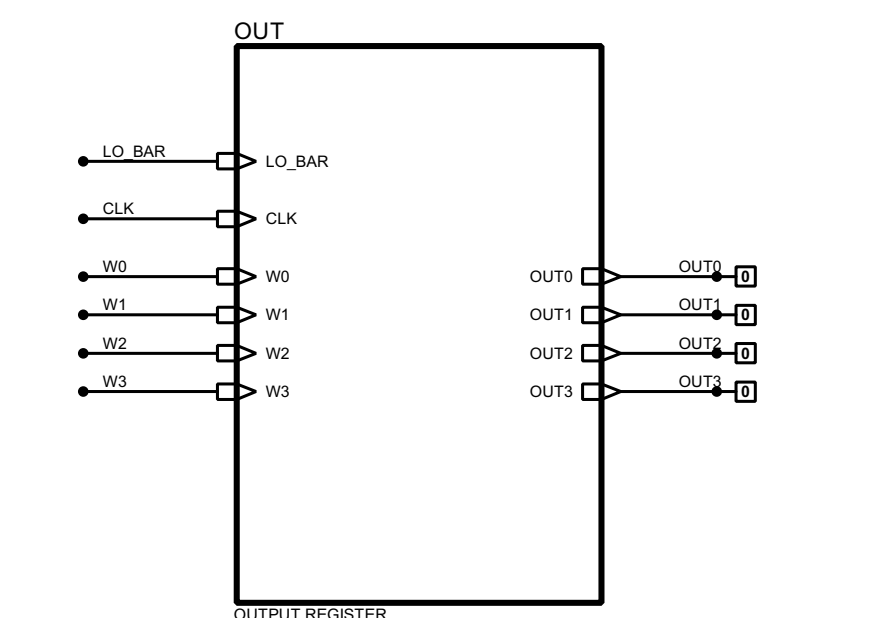 OUT
LO_BAR
LO_BAR
CLK
CLK
W0
W0
OUT0
OUT0
0
W1
W1
OUT1
OUT1
0
W2
W2
OUT2
OUT2
0
W3
W3
OUT3
OUT3
0
OUTPUT REGISTER